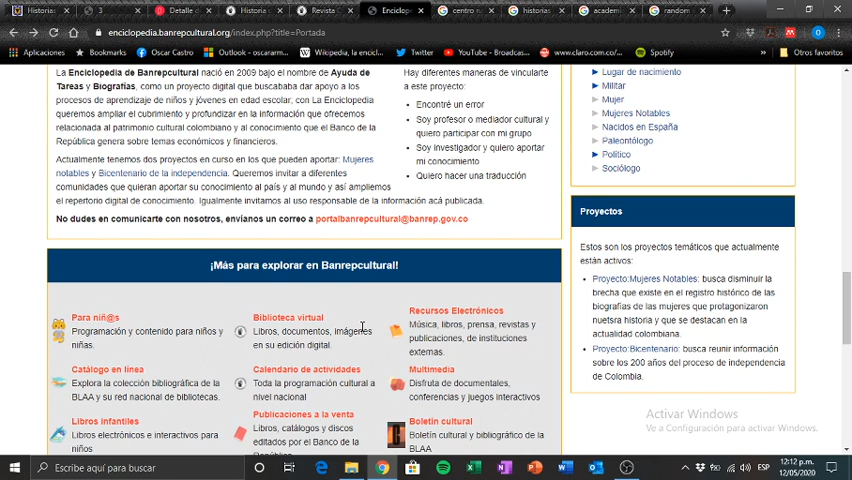 Historias
3
Detalle d
Historia u
Revista C
Enciclop
centro n
historias
academi
random
enciclopedia.banrepcultural.org/index.php?title=Portada
Aplicaciones
Facebook
Oscar Castro
Outlook - oscararm...
Wikipedia, la encicl...
Twitter
YouTube - Broadcas...
www.claro.com.co/...
Spotify
Otros favoritos
La Enciclopedia de Banrepcultural nació en 2009 bajo el nombre de Ayuda de
Tareas y Biografías, como un proyecto digital que buscababa dar apoyo a los
procesos de aprendizaje de niños y jóvenes en edad escolar; con La Enciclopedia
queremos ampliar el cubrimiento y profundizar en la información que ofrecemos
relacionada al patrimonio cultural colombiano y al conocimiento que el Banco de la
República genera sobre temas económicos y financieros.
Actualmente tenemos dos proyectos en curso en los que pueden aportar: Mujeres
notables y Bicentenario de la independencia. Queremos invitar a diferentes
comunidades que quieran aportar su conocimiento al país y al mundo y así ampliemos
el repertorio digital de conocimiento. Igualmente invitamos al uso responsable de la información acá publicada.
No dudes en comunicarte con nosotros, envíanos un correo a portalbanrepcultural@banrep.gov.co
Hay diferentes maneras de vincularte
a este proyecto:
Encontré un error
Soy profesor o mediador cultural y
quiero participar con mi grupo
Soy investigador y quiero aportar
mi conocimiento
Quiero hacer una traducción
Lugar de nacimiento
Militar
Mujer
Mujeres Notables
Nacidos en España
Paleontólogo
Político
Sociólogo
Proyectos
Estos son los proyectos temáticos que actualmente
están activos:
Proyecto:Mujeres Notables: busca disminuir la
brecha que existe en el registro histórico de las
biografías de las mujeres que protagonizaron
nuetsra historia y que se destacan en la
actualidad colombiana.
Proyecto:Bicentenario: busca reunir información
sobre los 200 años del proceso de independencia
de Colombia.
¡Más para explorar en Banrepcultural!
Para niñ@s
Programación y contenido para niños y
niñas.
Biblioteca virtual
Libros, documentos, imágenes
en su edición digital.
Recursos Electrónicos
Música, libros, prensa, revistas y
publicaciones, de instituciones
externas.
Catálogo en línea
Explora la colección bibliográfica de la
BLAA y su red nacional de bibliotecas.
Calendario de actividades
Toda la programación cultural a
nivel nacional
Multimedia
Disfruta de documentales,
conferencias y juegos interactivos
Libros infantiles
Libros electrónicos e interactivos para
niños
Publicaciones a la venta
Libros, catálogos y discos
editados por el Banco de la
República.
Boletín cultural
Boletín cultural y bibliográfico de la
BLAA
Activar Windows
Ve a Configuración para activar Windows.
Escribe aquí para buscar
ESP
12:12 p.m.
12/05/2020